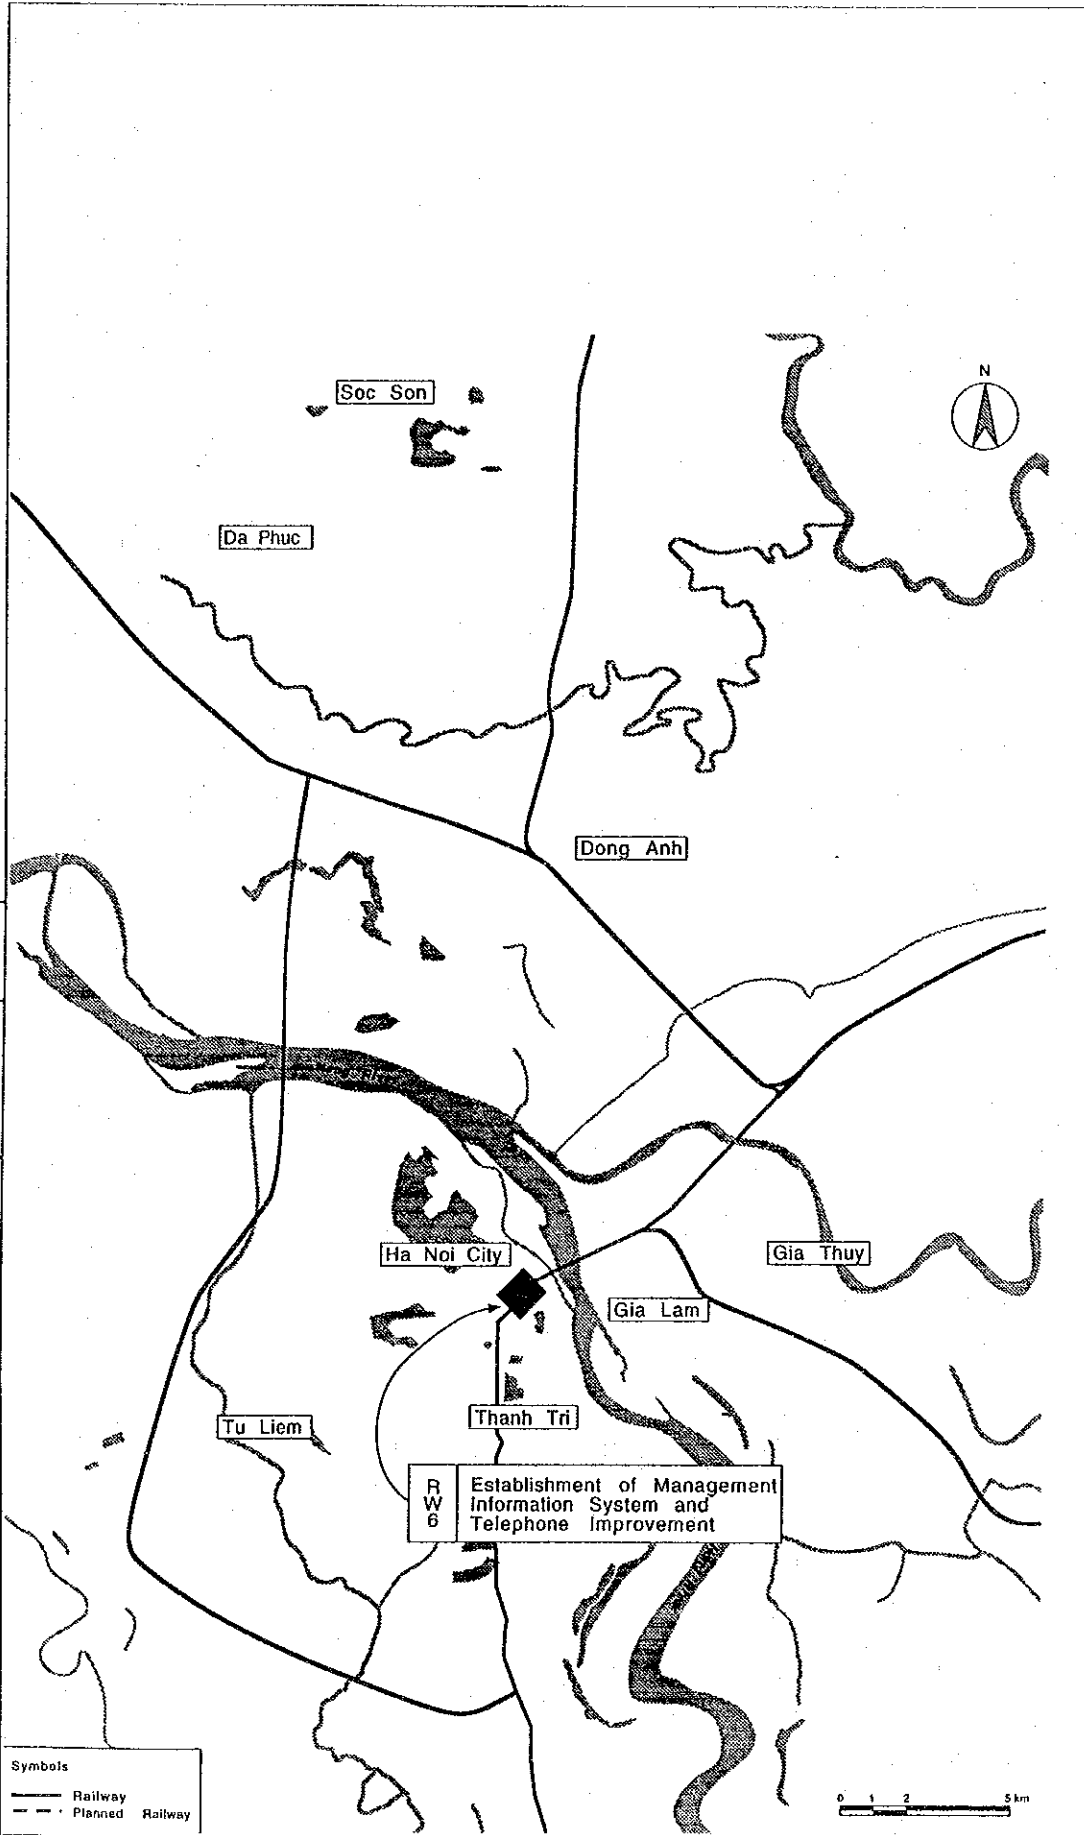 Soc Son
N
Da Phuc
Dong Anh
Ha Noi City
Gia Thuy
Gia Lam
Tu Liem
Thanh Tri
R
W
6
Establishment of Management
Information System and
Telephone Improvement
Symbols
Railway
Planned Railway
0 1 2 5 km